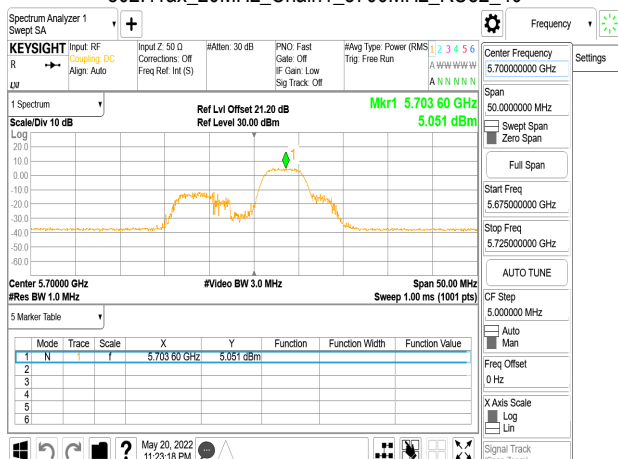 Spectrum Analyzer 1
Swept SA
Frequency
KEYSIGHT
R
Input: RF
Coupling: DC
Align: Auto
Input Z: 50 Ω
Corrections: Off
Freq Ref: Int (S)
#Atten: 30 dB
PNO: Fast
Gate: Off
IF Gain: Low
Sig Track: Off
#Avg Type: Power (RMS
Trig: Free Run
1 2 3 4 5 6
A W W W W W
A N N N N N
Center Frequency
5.700000000 GHz
Settings
Span
50.0000000 MHz
Swept Span
Zero Span
Full Span
Start Freq
5.675000000 GHz
Stop Freq
5.725000000 GHz
AUTO TUNE
CF Step
5.000000 MHz
Auto
Man
Freq Offset
0 Hz
X Axis Scale
Log
Lin
Signal Track
1 Spectrum
Scale/Div 10 dB
Ref Lvl Offset 21.20 dB
Ref Level 30.00 dBm
Mkr1 5.703 60 GHz
5.051 dBm
Log
20.0
10.0
0.00
-10.0
-20.0
-30.0
-40.0
-50.0
-60.0
1
Center 5.70000 GHz
#Video BW 3.0 MHz
Span 50.00 MHz
#Res BW 1.0 MHz
Sweep 1.00 ms (1001 pts)
5 Marker Table
Mode Trace Scale X Y Function Function Width Function Value
1 N 1 f 5.703 60 GHz 5.051 dBm
2
3
4
5
6
May 20, 2022
11:23:18 PM